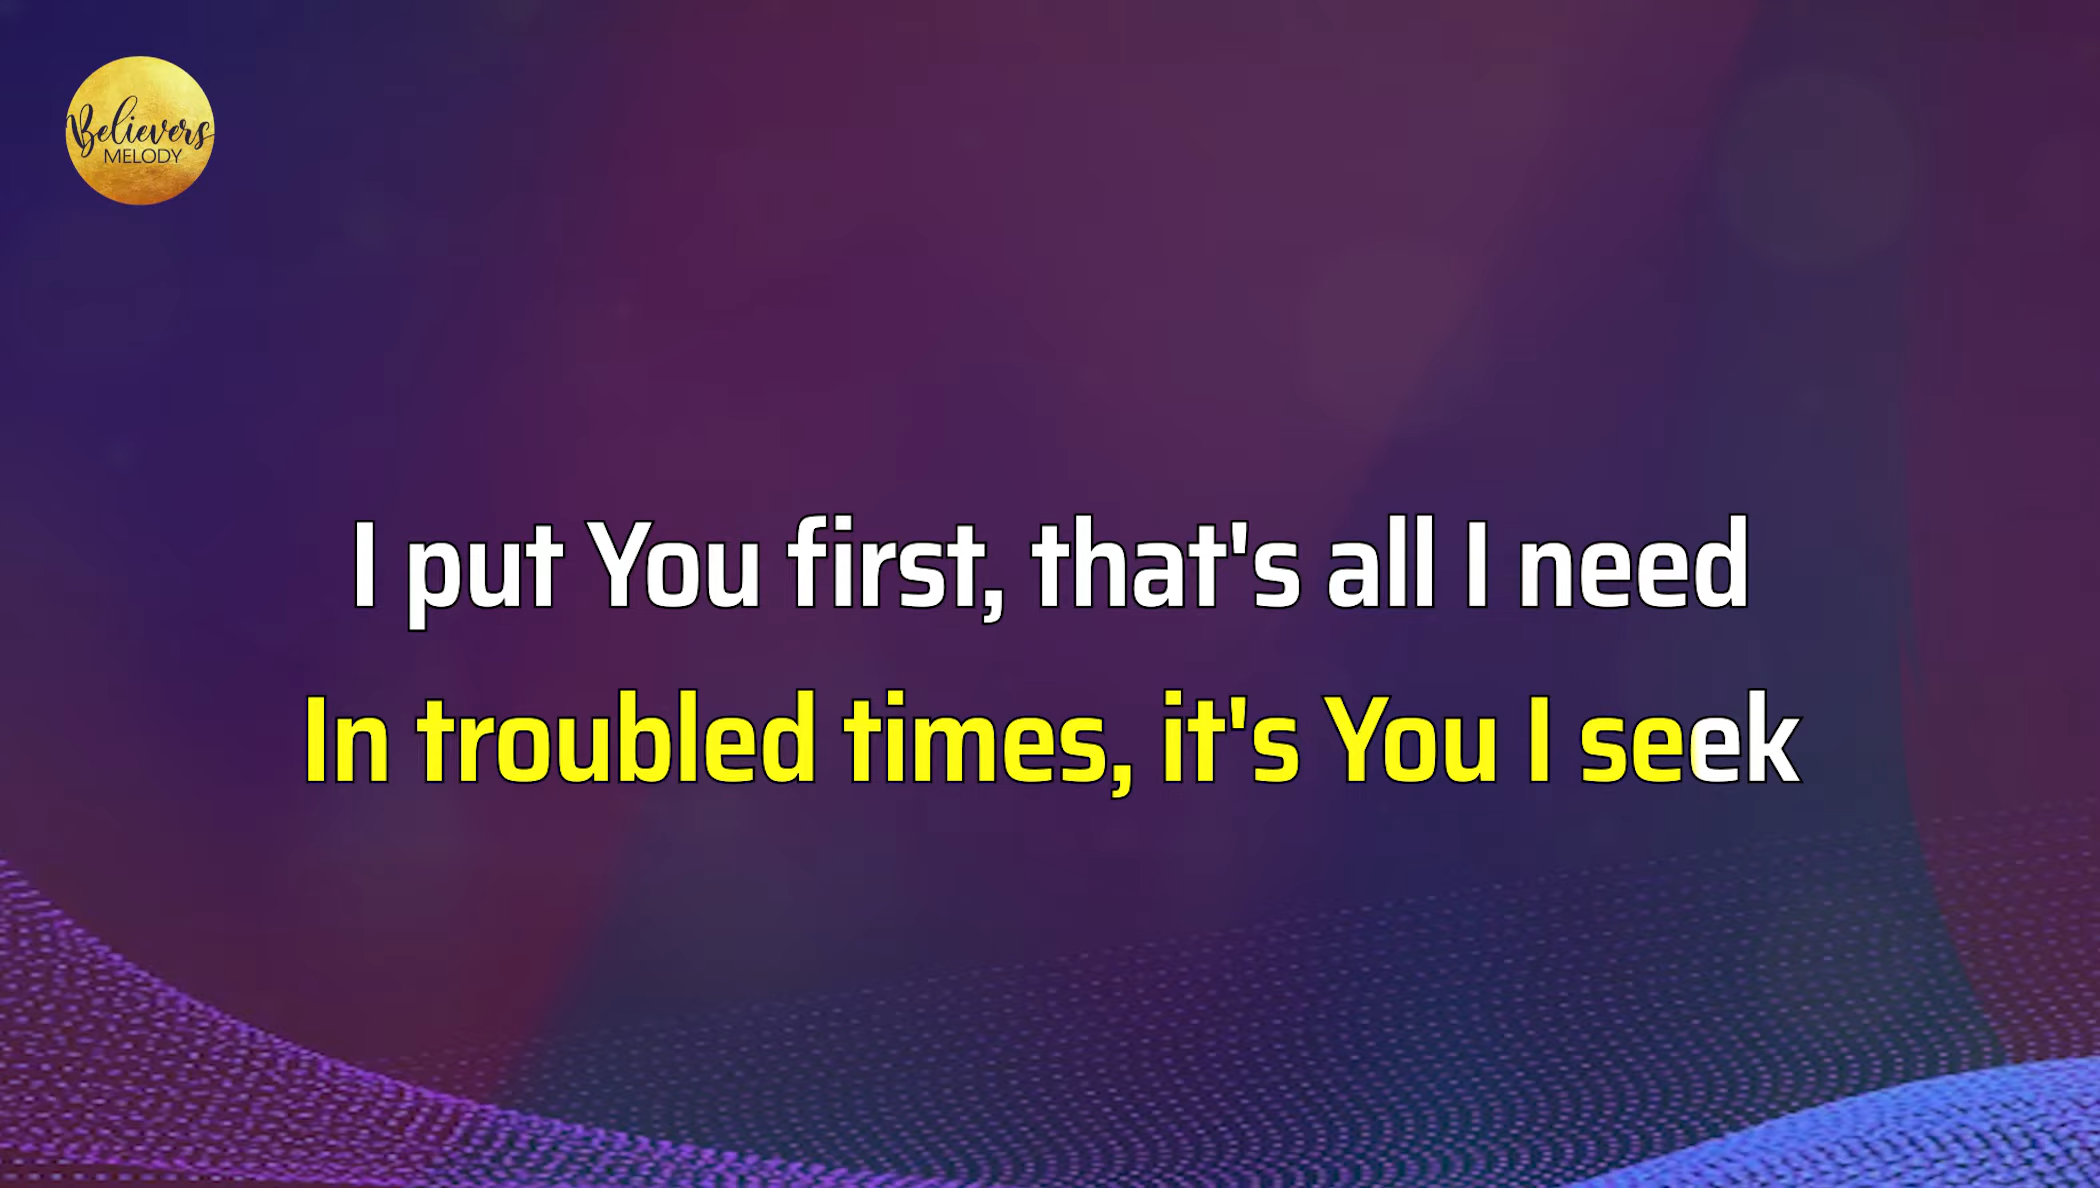 Believers
MELODY
I put You first, that's all I need
In troubled times, it's You I seek